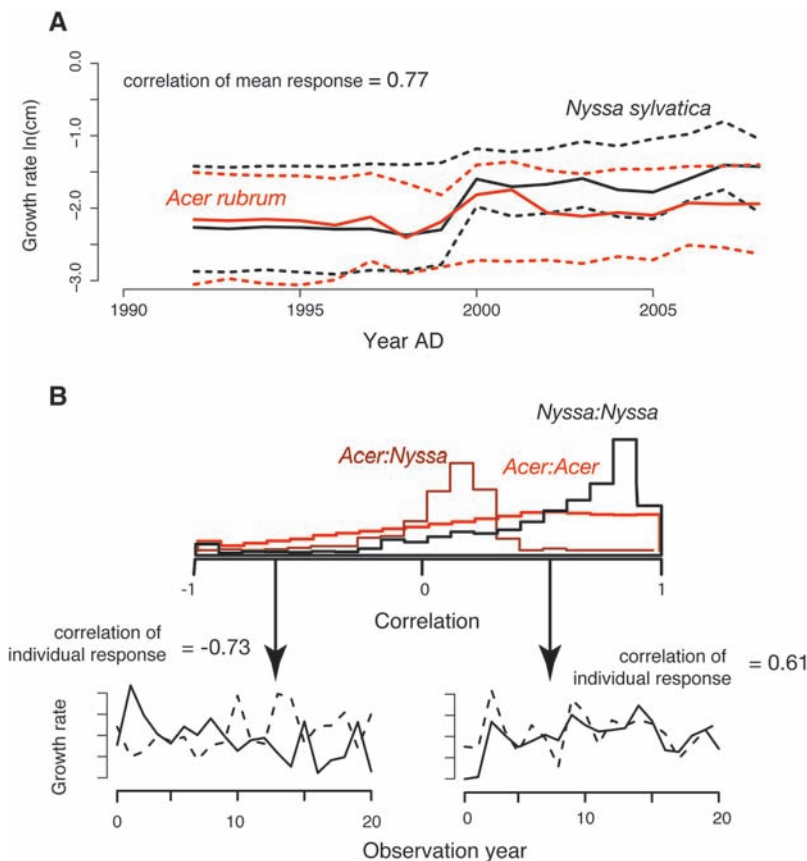 A
correlation of mean response = 0.77
Nyssa sylvatica
Acer rubrum
Growth rate ln(cm)
0.0
−1.0
−2.0
−3.0
1990 1995 2000 2005
Year AD
B
Nyssa:Nyssa
Acer:Nyssa
Acer:Acer
-1 0 1
Correlation
correlation of
individual response = -0.73
correlation of
individual response = 0.61
Growth rate
0 10 20
0 10 20
Observation year